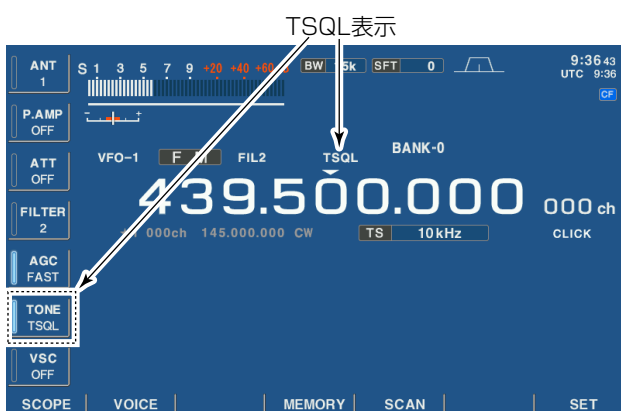 TSQL表示
ANT
1
S 1 3 5 7 9 +20 +40 +60
BW 15k
SFT 0
9:36 43
UTC 9:36
CF
P.AMP
OFF
ATT
OFF
VFO-1 F M FIL2 TSQL BANK-0
439.500.000 000 ch
FILTER
2
000ch 145.000.000 CW
TS 10kHz
CLICK
AGC
FAST
TONE
TSQL
VSC
OFF
SCOPE VOICE MEMORY SCAN SET